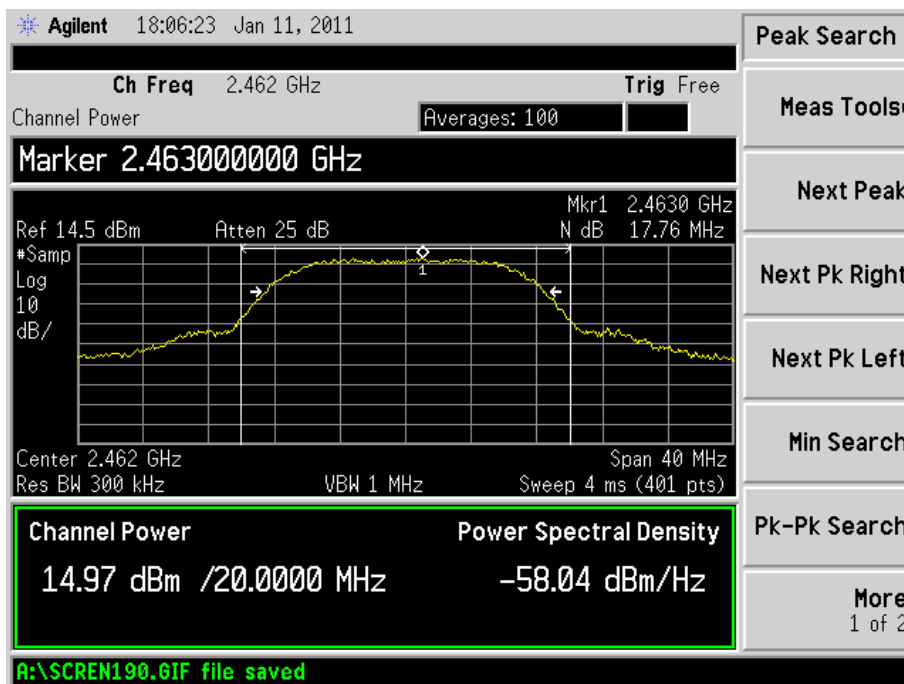 Agilent 18:06:23 Jan 11, 2011
Peak Search
Ch Freq 2.462 GHz Trig Free
Channel Power Averages: 100
Meas Tools
Marker 2.463000000 GHz
Next Peak
Mkr1 2.4630 GHz
Ref 14.5 dBm Atten 25 dB N dB 17.76 MHz
#Samp
Log
10
dB/
1
Next Pk Right
Next Pk Left
Min Search
Center 2.462 GHz Span 40 MHz
Res BW 300 kHz VBW 1 MHz Sweep 4 ms (401 pts)
Pk-Pk Search
Channel Power Power Spectral Density
14.97 dBm /20.0000 MHz -58.04 dBm/Hz
More
1 of 2
A:\SCREN190.GIF file saved